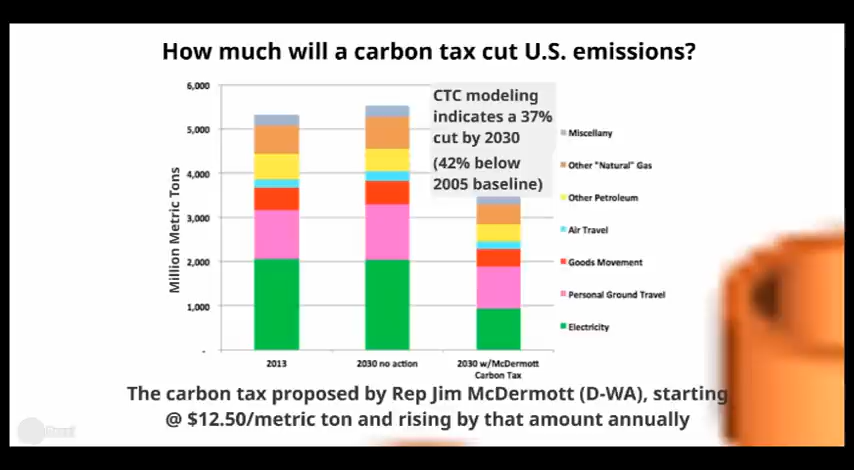 How much will a carbon tax cut U.S. emissions?
6,000
5,000
4,000
3,000
2,000
1,000
-
Million Metric Tons
CTC modeling
indicates a 37%
cut by 2030
(42% below
2005 baseline)
Miscellany
Other "Natural" Gas
Other Petroleum
Air Travel
Goods Movement
Personal Ground Travel
Electricity
2013
2030 no action
2030 w/McDermott
Carbon Tax
The carbon tax proposed by Rep Jim McDermott (D-WA), starting
@ $12.50/metric ton and rising by that amount annually